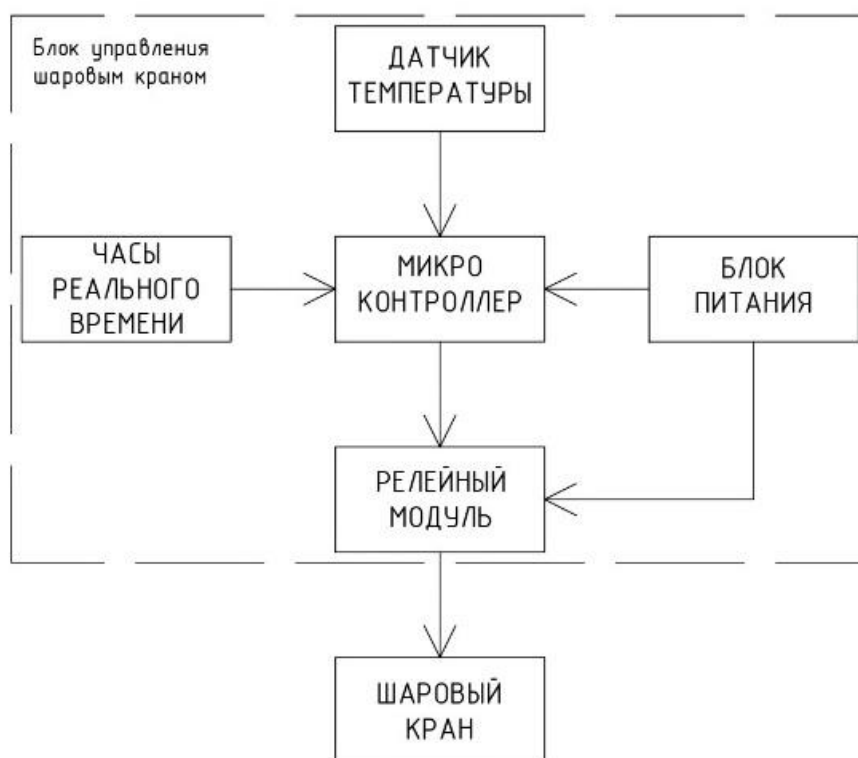 Блок управления
шаровым краном
ДАТЧИК
ТЕМПЕРАТУРЫ
ЧАСЫ
РЕАЛЬНОГО
ВРЕМЕНИ
МИКРО
КОНТРОЛЛЕР
БЛОК
ПИТАНИЯ
РЕЛЕЙНЫЙ
МОДУЛЬ
ШАРОВЫЙ
КРАН